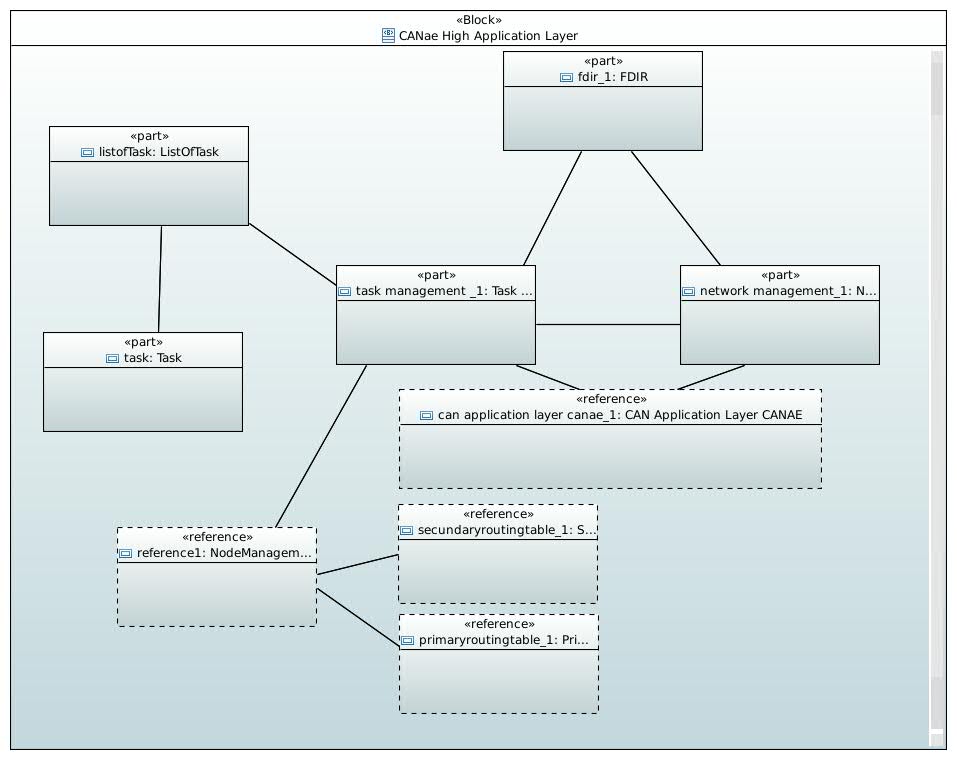 «Block»
CANae High Application Layer
«part»
fdir_1: FDIR
«part»
listofTask: ListOfTask
«part»
task management _1: Task ...
«part»
network management_1: N...
«part»
task: Task
«reference»
can application layer canae_1: CAN Application Layer CANAE
«reference»
secundaryroutingtable_1: S...
«reference»
reference1: NodeManagem...
«reference»
primaryroutingtable_1: Pri...